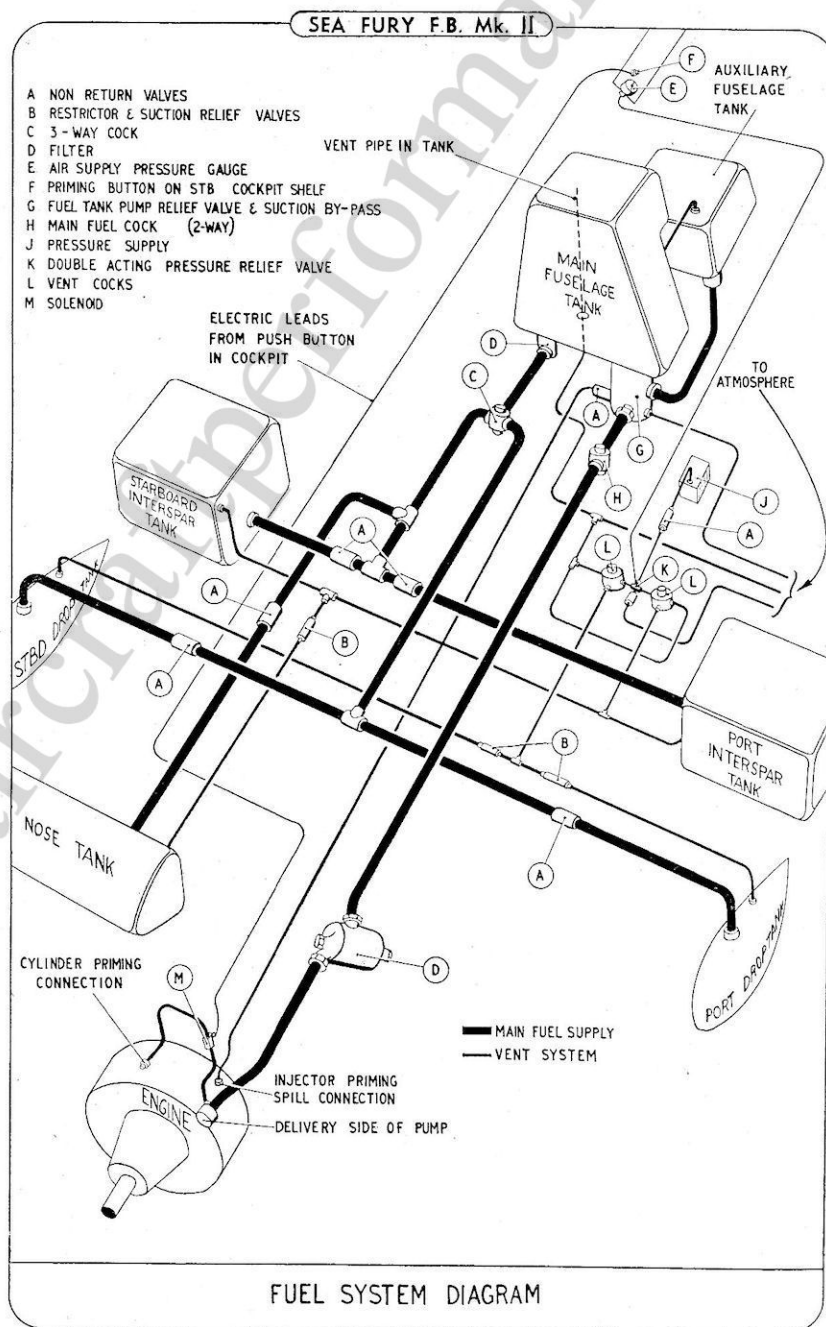 SEA FURY F.B. Mk. II
A NON RETURN VALVES
B RESTRICTOR & SUCTION RELIEF VALVES
C 3-WAY COCK
D FILTER
E AIR SUPPLY PRESSURE GAUGE
F PRIMING BUTTON ON STB COCKPIT SHELF
G FUEL TANK PUMP RELIEF VALVE & SUCTION BY-PASS
H MAIN FUEL COCK (2-WAY)
J PRESSURE SUPPLY
K DOUBLE ACTING PRESSURE RELIEF VALVE
L VENT COCKS
M SOLENOID
F
E
AUXILIARY
FUSELAGE
TANK
VENT PIPE IN TANK
MAIN
FUSELAGE
TANK
ELECTRIC LEADS
FROM PUSH BUTTON
IN COCKPIT
D
C
A
G
H
TO
ATMOSPHERE
J
A
STARBOARD
INTERSPAR
TANK
A
L
K
L
A
B
STBD DROP TANK
A
B
PORT
INTERSPAR
TANK
NOSE TANK
A
D
PORT DROP TANK
CYLINDER PRIMING
CONNECTION
M
MAIN FUEL SUPPLY
VENT SYSTEM
INJECTOR PRIMING
SPILL CONNECTION
ENGINE
DELIVERY SIDE OF PUMP
FUEL SYSTEM DIAGRAM
aircraftperforma